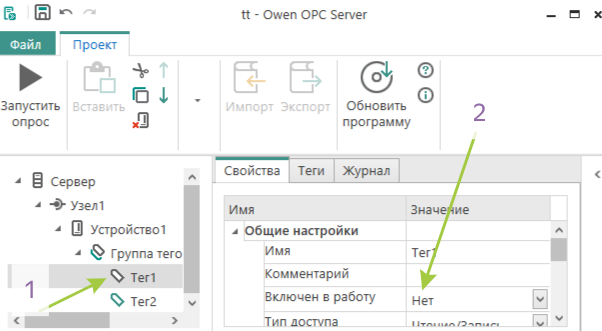 tt - Owen OPC Server
Файл
Проект
Запустить
опрос
Вставить
Импорт
Экспорт
Обновить
программу
2
Сервер
Узел1
Устройство1
Группа тего
Тег1
Тег2
1
Свойства
Теги
Журнал
Имя
Значение
Общие настройки
Имя
Тег1
Комментарий
Включен в работу
Нет
Тип доступа
Чтение/Запись